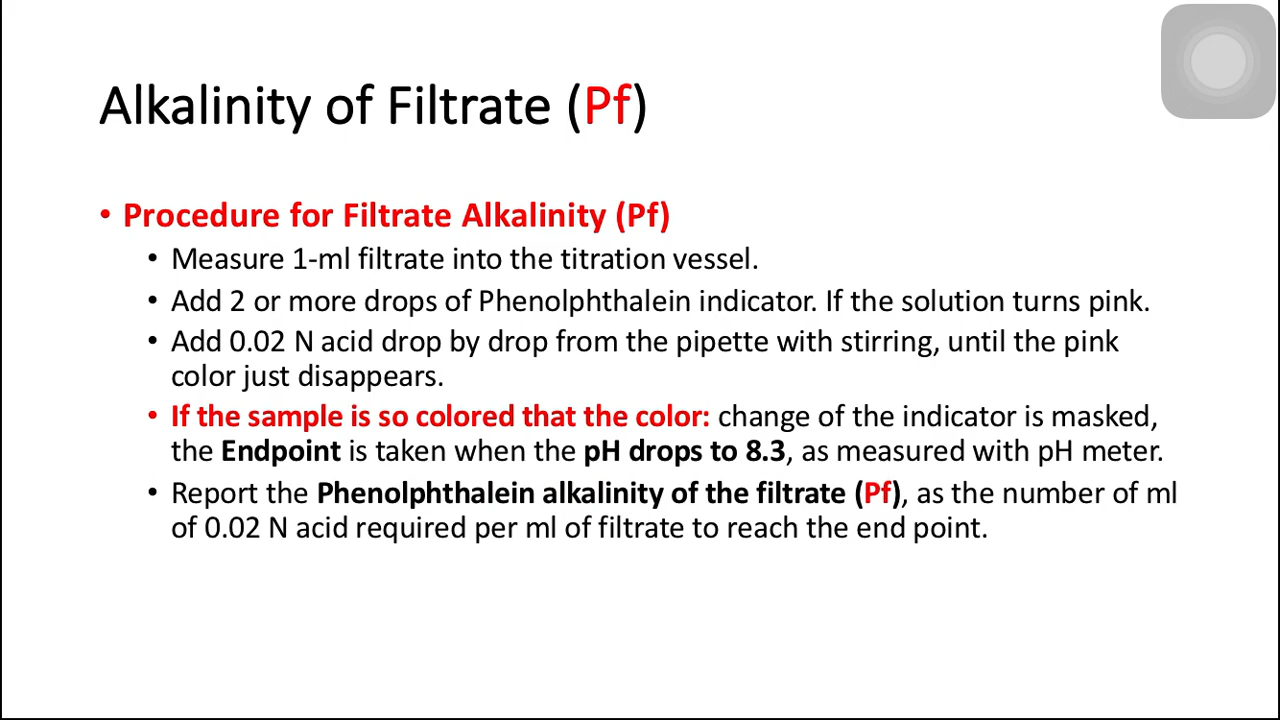 Alkalinity of Filtrate (Pf)
• Procedure for Filtrate Alkalinity (Pf)
• Measure 1-ml filtrate into the titration vessel.
• Add 2 or more drops of Phenolphthalein indicator. If the solution turns pink.
• Add 0.02 N acid drop by drop from the pipette with stirring, until the pink
color just disappears.
• If the sample is so colored that the color: change of the indicator is masked,
the Endpoint is taken when the pH drops to 8.3, as measured with pH meter.
• Report the Phenolphthalein alkalinity of the filtrate (Pf), as the number of ml
of 0.02 N acid required per ml of filtrate to reach the end point.